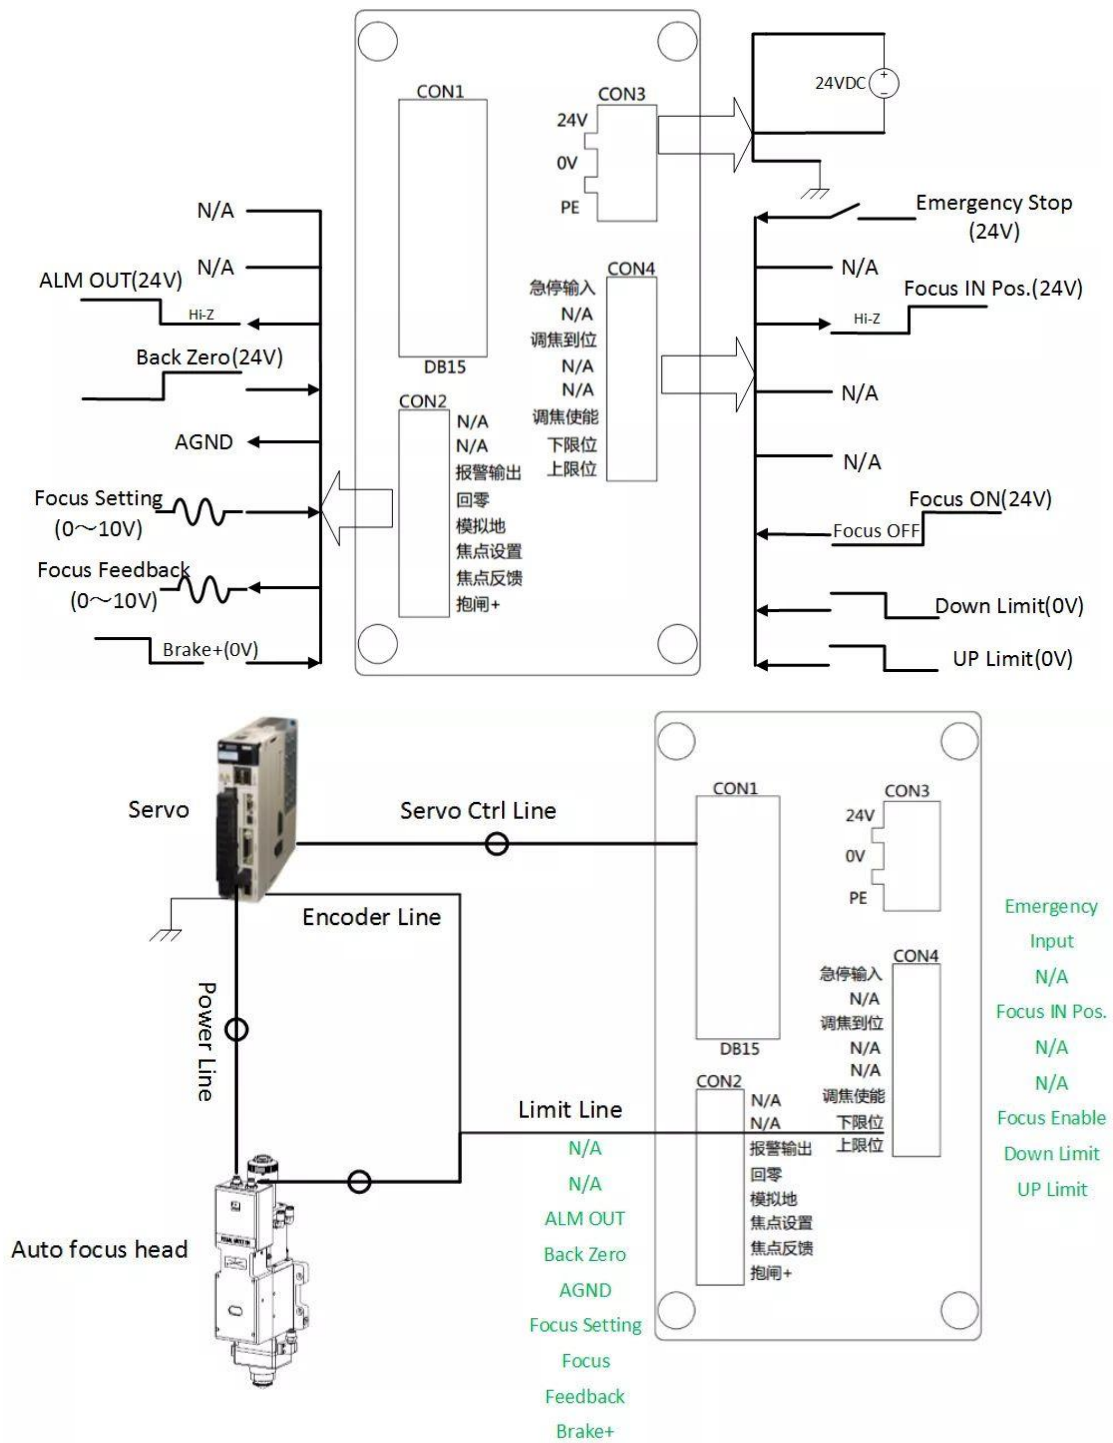 CON1
CON3
24V
0V
PE
24VDC
+
−
N/A
N/A
ALM OUT(24V)
Hi-Z
Back Zero(24V)
AGND
Focus Setting
(0～10V)
Focus Feedback
(0～10V)
Brake+(0V)
DB15
CON2
N/A
N/A
报警输出
回零
模拟地
焦点设置
焦点反馈
抱闸+
CON4
急停输入
N/A
调焦到位
N/A
N/A
调焦使能
下限位
上限位
Emergency Stop
(24V)
N/A
Focus IN Pos.(24V)
Hi-Z
N/A
N/A
Focus ON(24V)
Focus OFF
Down Limit(0V)
UP Limit(0V)
Servo
Servo Ctrl Line
Encoder Line
Power Line
Limit Line
Auto focus head
CON1
DB15
CON3
24V
0V
PE
CON4
急停输入
N/A
调焦到位
N/A
N/A
调焦使能
下限位
上限位
CON2
N/A
N/A
报警输出
回零
模拟地
焦点设置
焦点反馈
抱闸+
N/A
N/A
ALM OUT
Back Zero
AGND
Focus Setting
Focus
Feedback
Brake+
Emergency
Input
N/A
Focus IN Pos.
N/A
N/A
Focus Enable
Down Limit
UP Limit